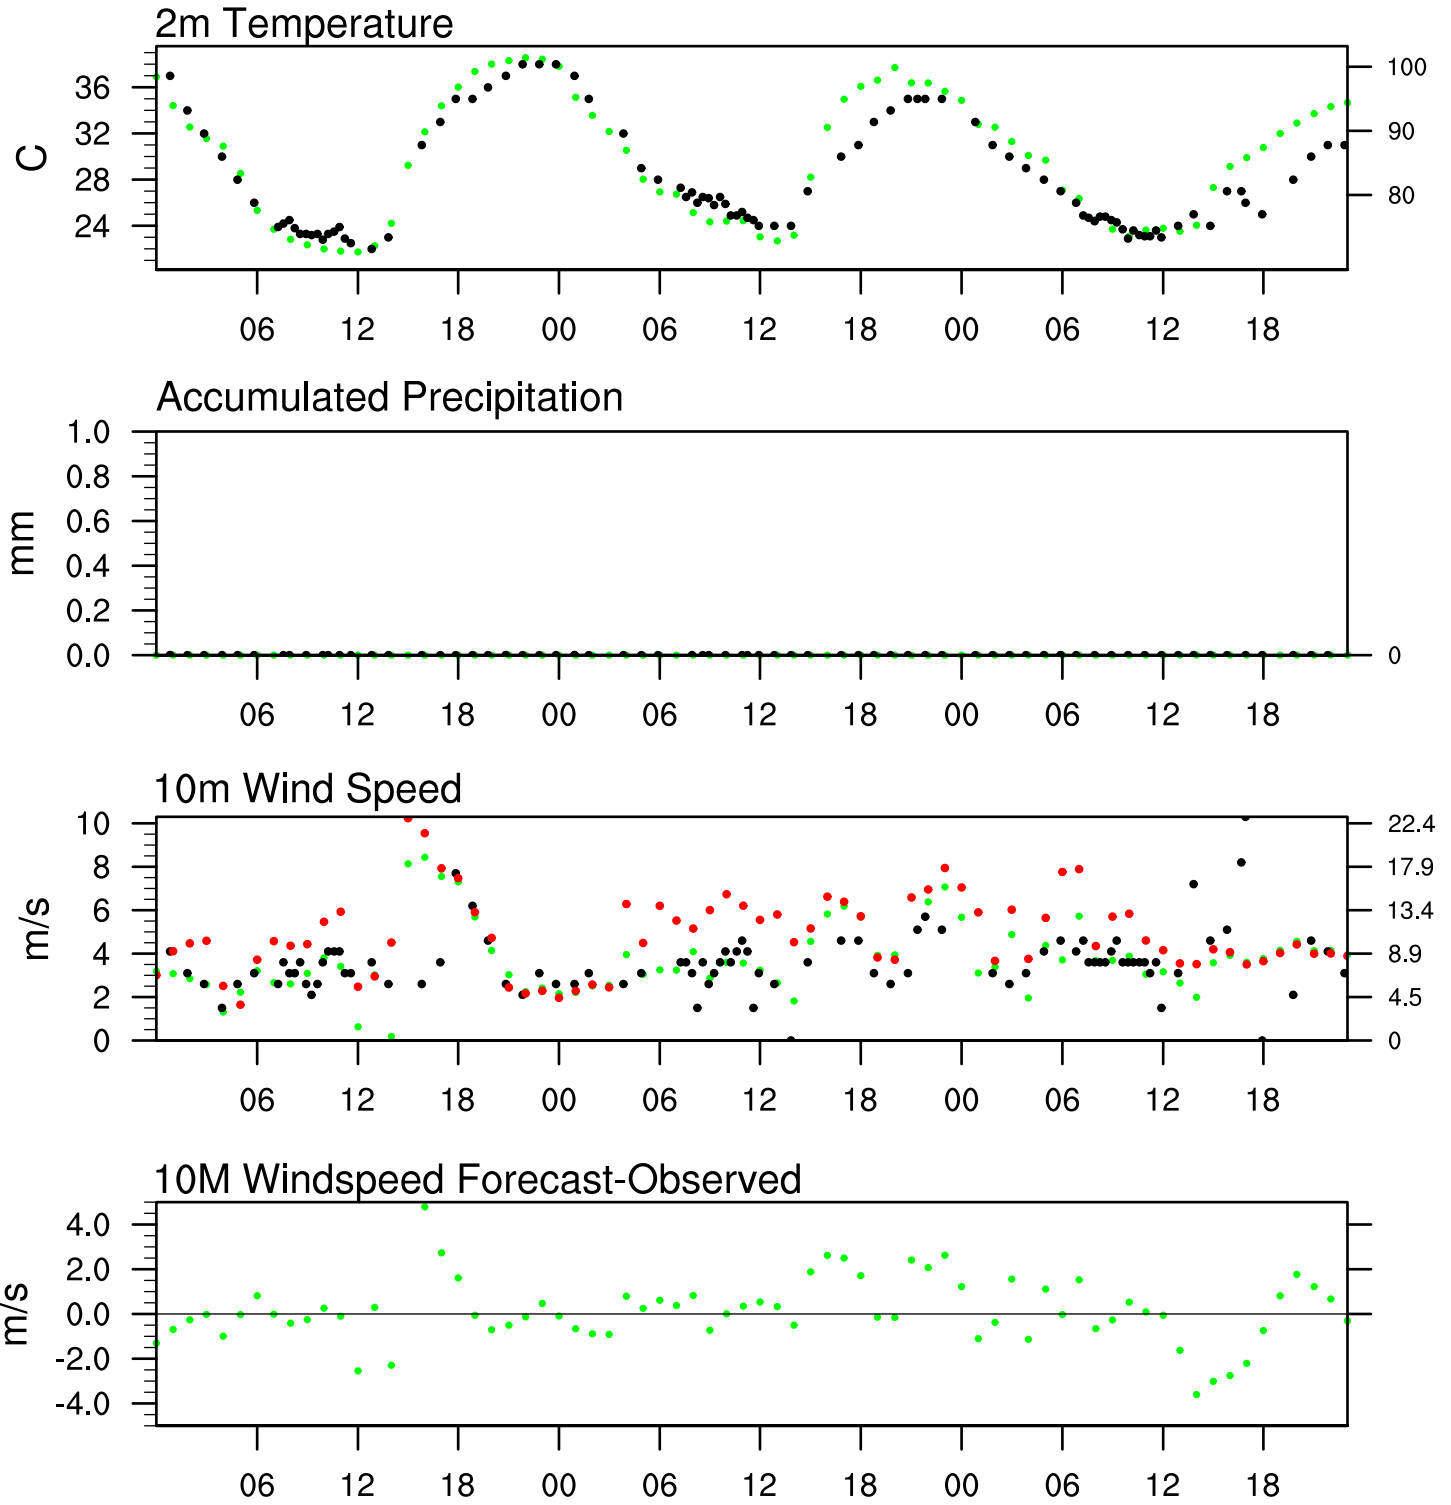 2m Temperature
36
32
28
24
C
100
90
80
06 12 18 00 06 12 18 00 06 12 18
Accumulated Precipitation
1.0
0.8
0.6
0.4
0.2
0.0
mm
0
06 12 18 00 06 12 18 00 06 12 18
10m Wind Speed
10
8
6
4
2
0
m/s
22.4
17.9
13.4
8.9
4.5
0
06 12 18 00 06 12 18 00 06 12 18
10M Windspeed Forecast-Observed
4.0
2.0
0.0
-2.0
-4.0
m/s
06 12 18 00 06 12 18 00 06 12 18